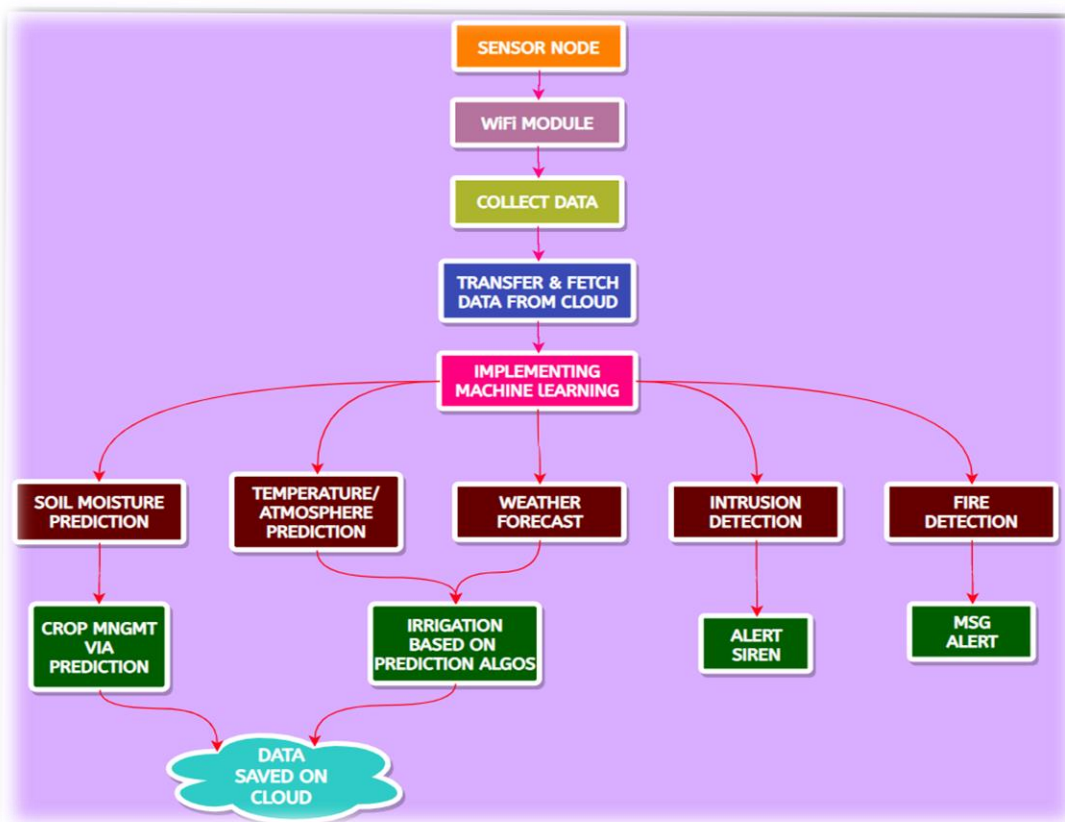 SENSOR NODE
WiFi MODULE
COLLECT DATA
TRANSFER & FETCH
DATA FROM CLOUD
IMPLEMENTING
MACHINE lEARNING
SOIL MOISTURE
PREDICTION
TEMPERATURE/
ATMOSPHERE
PREDICTION
WEATHER
FORECAST
INTRUSION
DETECTION
FIRE
DETECTION
CROP MNGMT
VIA
PREDICTION
IRRIGATION
BASED ON
PREDICTION ALGOS
ALERT
SIREN
MSG
ALERT
DATA
SAVED ON
CLOUD